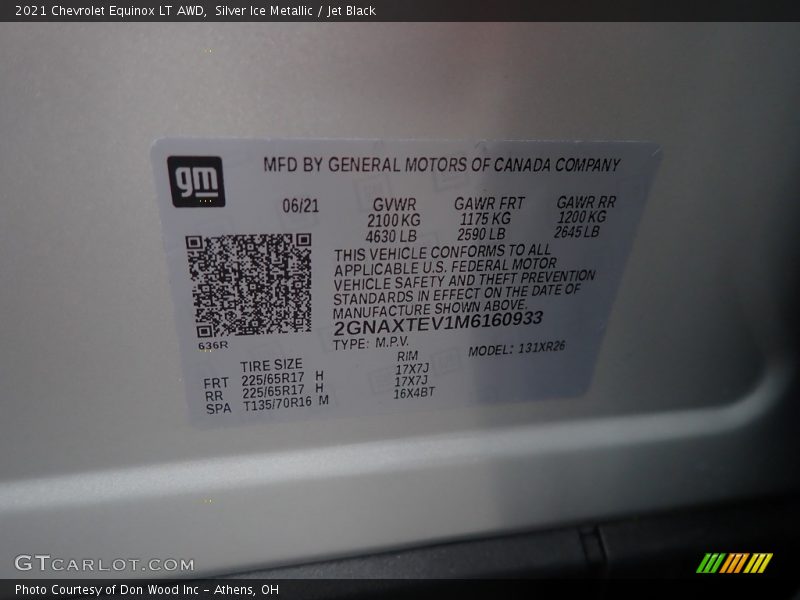 2021 Chevrolet Equinox LT AWD,  Silver Ice Metallic / Jet Black
gm
MFD BY GENERAL MOTORS OF CANADA COMPANY
06/21 GVWR GAWR FRT GAWR RR
2100 KG 1175 KG 1200 KG
4630 LB 2590 LB 2645 LB
THIS VEHICLE CONFORMS TO ALL
APPLICABLE U.S. FEDERAL MOTOR
VEHICLE SAFETY AND THEFT PREVENTION
STANDARDS IN EFFECT ON THE DATE OF
MANUFACTURE SHOWN ABOVE.
2GNAXTEV1M6160933
636R
TYPE: M.P.V. MODEL: 131XR26
TIRE SIZE RIM
FRT 225/65R17 H 17X7J
RR 225/65R17 H 17X7J
SPA T135/70R16 M 16X4BT
GTCARLOT.COM
Photo Courtesy of Don Wood Inc – Athens, OH